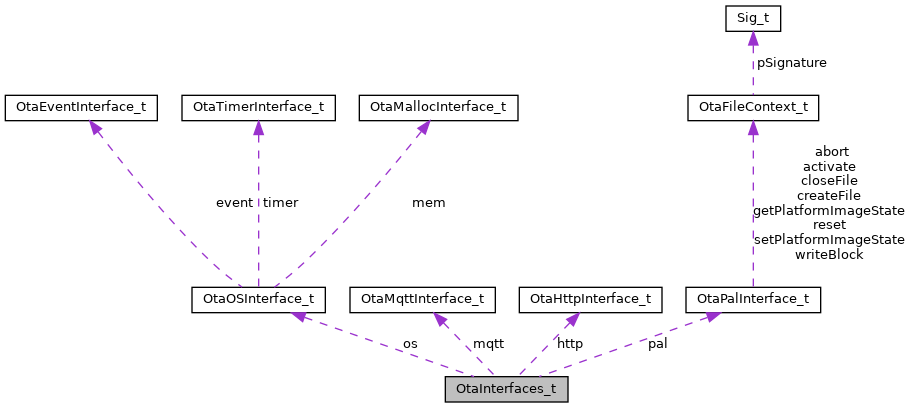 Sig_t
pSignature
OtaEventInterface_t
OtaTimerInterface_t
OtaMallocInterface_t
OtaFileContext_t
abort
activate
closeFile
createFile
getPlatformImageState
reset
setPlatformImageState
writeBlock
event
timer
mem
OtaOSInterface_t
OtaMqttInterface_t
OtaHttpInterface_t
OtaPalInterface_t
os
mqtt
http
pal
OtaInterfaces_t